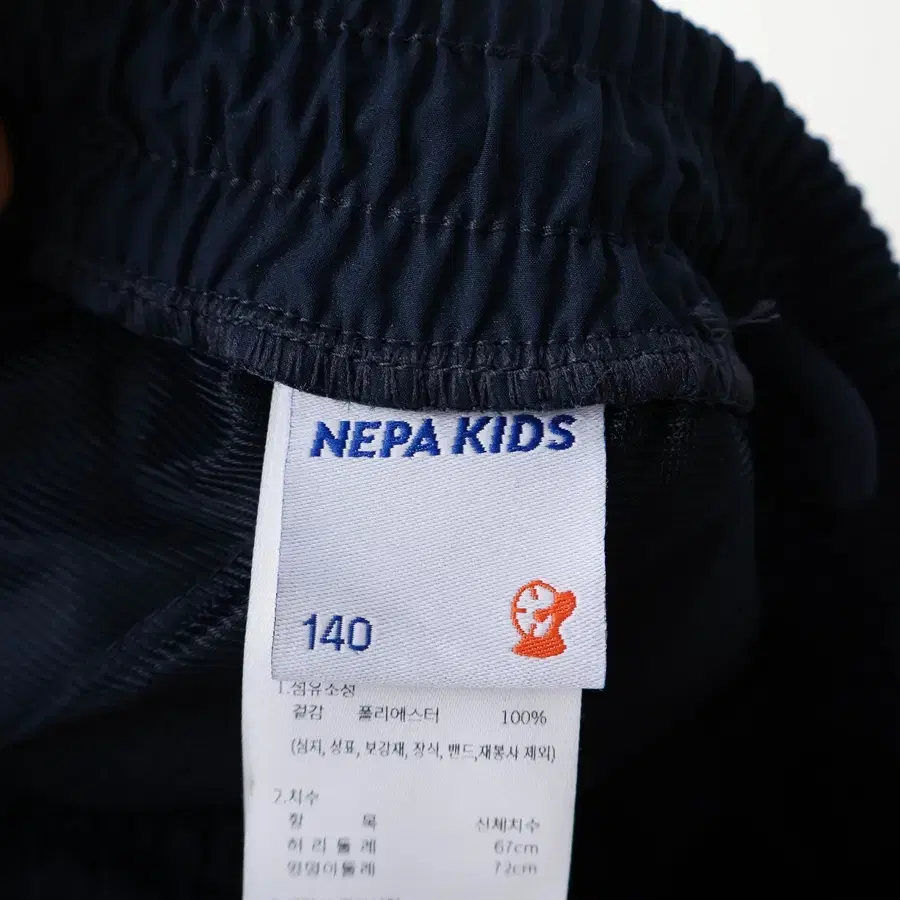 NEPA KIDS
140
1.섬유소성
겉감 폴리에스터 100%
(심지, 상표, 보강재, 장식, 밴드,재봉사 제외)
2.치수
항 목 신체치수
허리둘레 67cm
엉덩이둘레 72cm